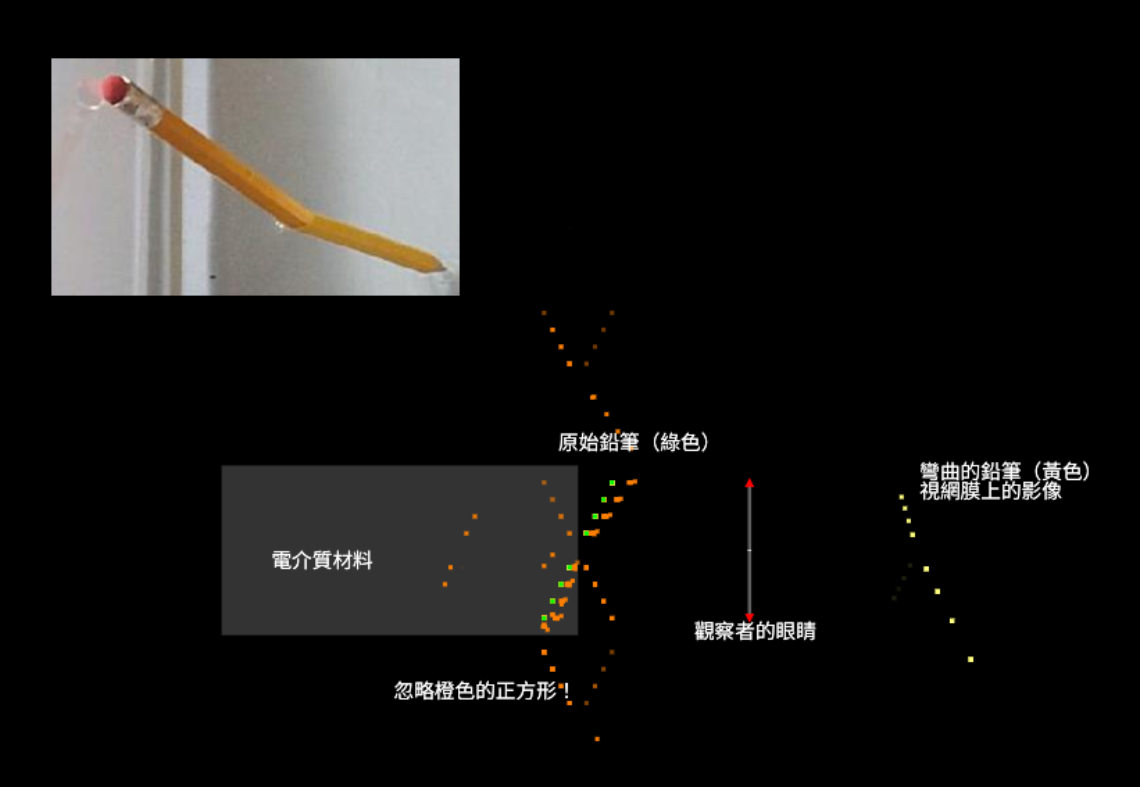 原始鉛筆（綠色）
彎曲的鉛筆（黃色）
視網膜上的影像
電介質材料
觀察者的眼睛
忽略橙色的正方形！